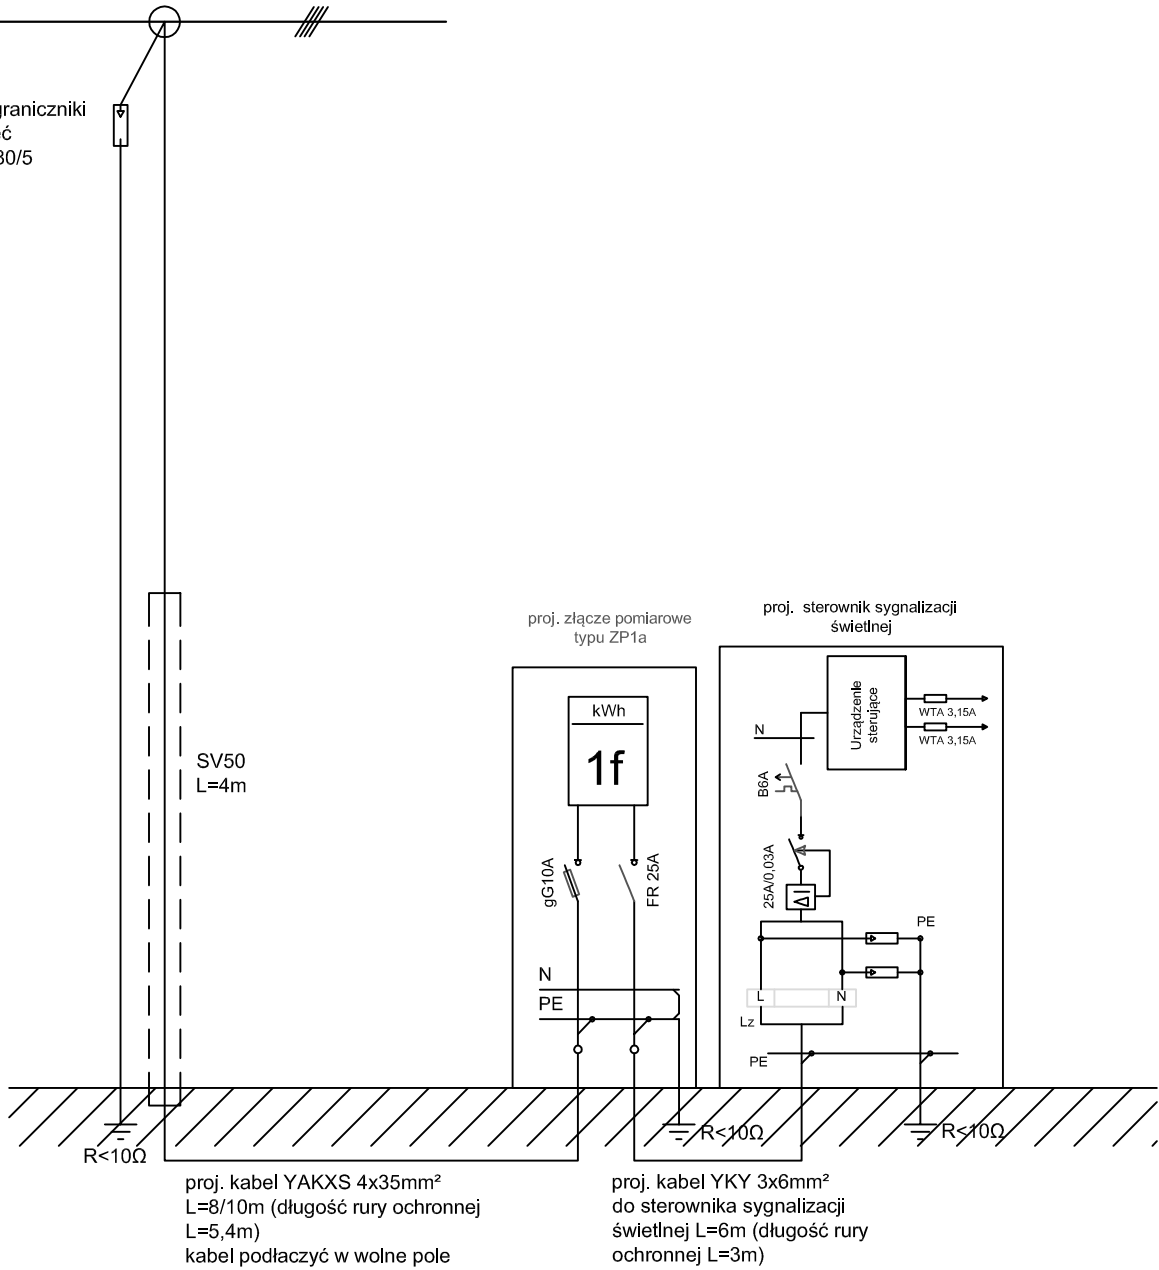 graniczniki
30/5
SV50
L=4m
proj. złącze pomiarowe
typu ZP1a
kWh
1f
gG10A
FR 25A
N
PE
proj. sterownik sygnalizacji
świetlnej
Urządzenie
sterujące
WTA 3,15A
WTA 3,15A
N
B6A
25A/0,03A
ΔI
PE
L
N
Lz
PE
R<10Ω
R<10Ω
R<10Ω
proj. kabel YAKXS 4x35mm²
L=8/10m (długość rury ochronnej
L=5,4m)
kabel podłaczyć w wolne pole
proj. kabel YKY 3x6mm²
do sterownika sygnalizacji
świetlnej L=6m (długość rury
ochronnej L=3m)